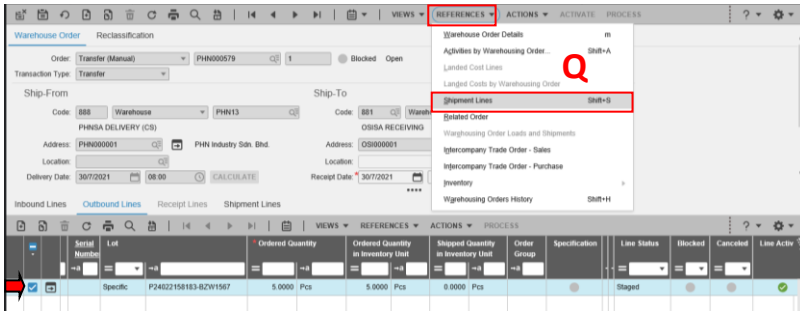 VIEWS REFERENCES ACTIONS ACTIVATE PROCESS ?
Warehouse Order Reclassification
Order: Transfer (Manual) PHN000579 1 Blocked Open
Transaction Type: Transfer
Ship-From Ship-To
Code: 888 Warehouse PHN13 Code: 881 Wareh
PHNSA DELIVERY (CS) OSISA RECEIVING
Address: PHN000001 PHN Industry Sdn. Bhd. Address: OSI000001
Location: Location:
Delivery Date: 30/7/2021 08:00 CALCULATE Receipt Date: * 30/7/2021
Warehouse Order Details m
Activities by Warehousing Order... Shift+A
Landed Cost Lines
Landed Costs by Warehousing Order
Q
Shipment Lines Shift+S
Related Order
Warehousing Order Loads and Shipments
Intercompany Trade Order - Sales
Intercompany Trade Order - Purchase
Inventory
Warehousing Orders History Shift+H
Inbound Lines Outbound Lines Receipt Lines Shipment Lines
VIEWS REFERENCES ACTIONS PROCESS ?
Serial Lot * Ordered Quantity Ordered Quantity Shipped Quantity Order Specification Line Status Blocked Canceled Line Activ
Number in Inventory Unit in Inventory Unit Group
Specific P24022158183-BZW1567 5.0000 Pcs 5.0000 Pcs 0.0000 Pcs Staged